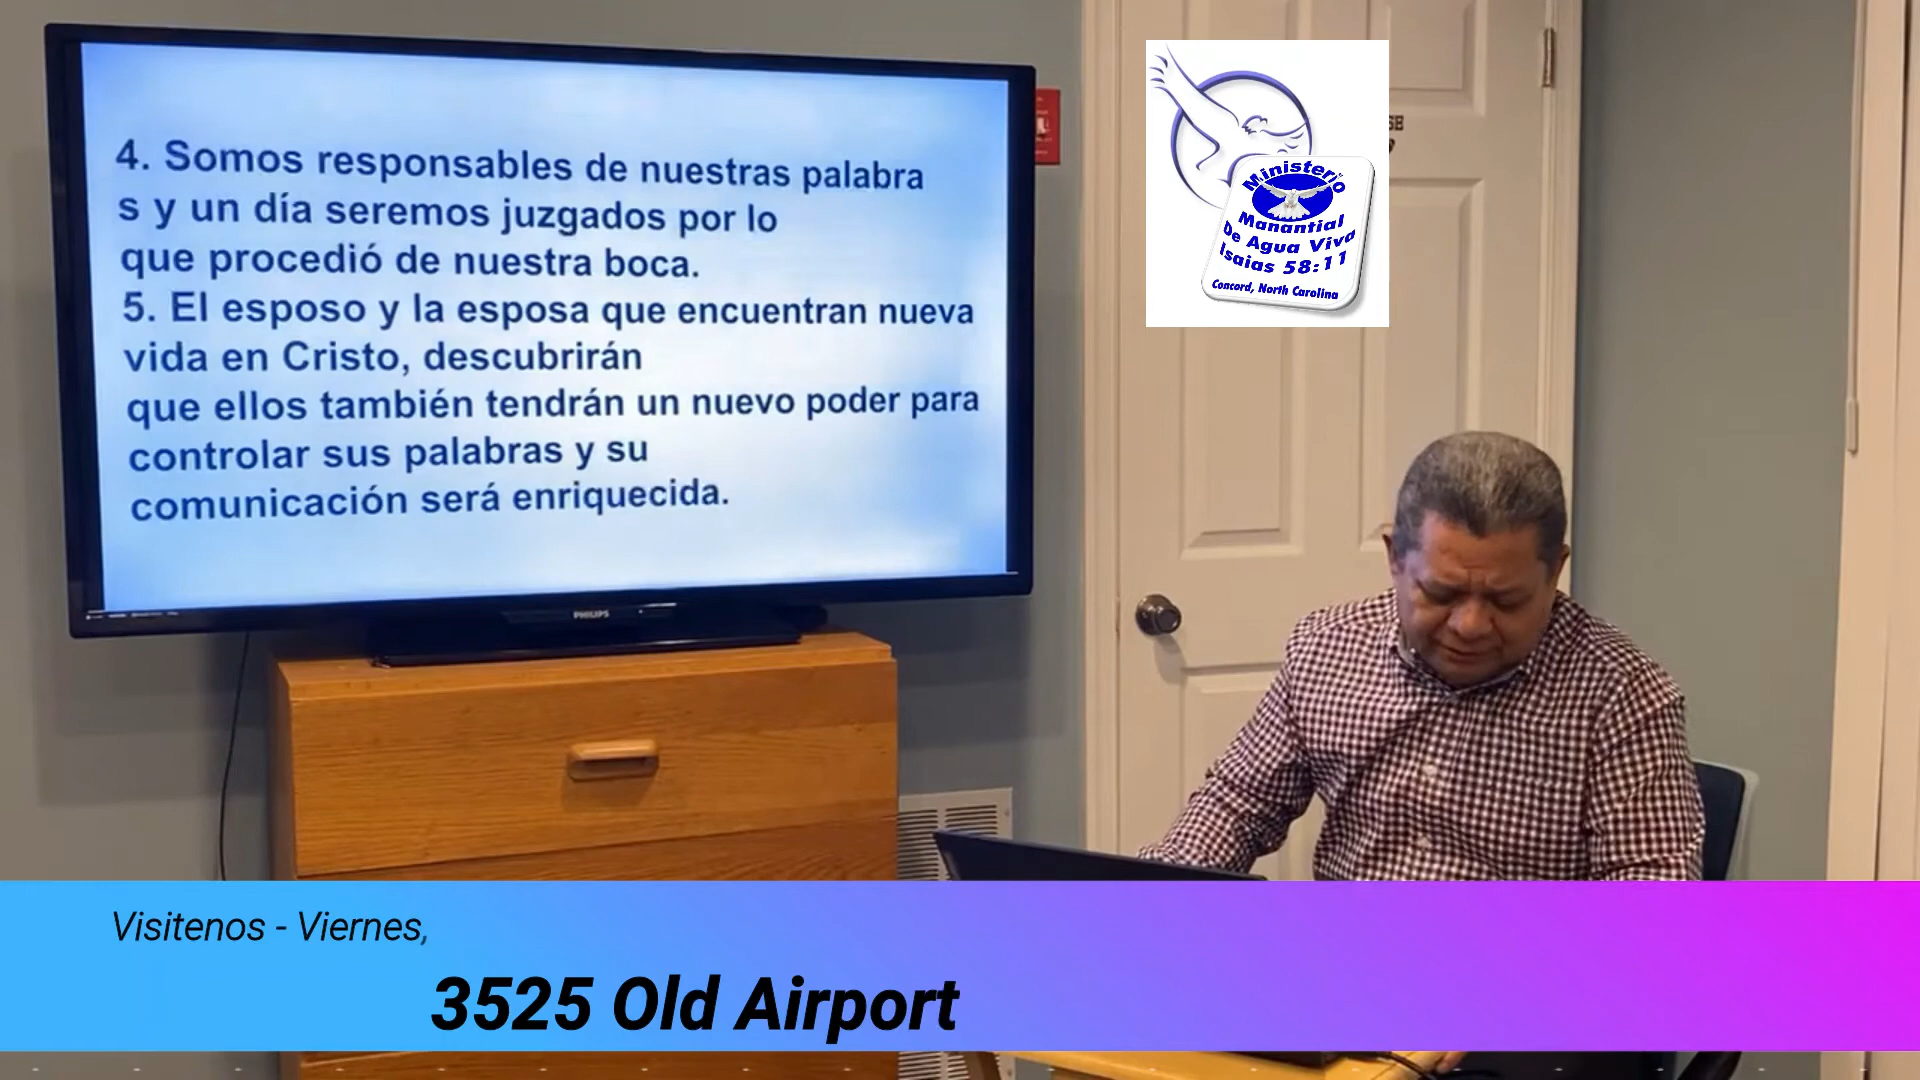 4. Somos responsables de nuestras palabra
s y un día seremos juzgados por lo
que procedió de nuestra boca.
5. El esposo y la esposa que encuentran nueva
vida en Cristo, descubrirán
que ellos también tendrán un nuevo poder para
controlar sus palabras y su
comunicación será enriquecida.
PHILIPS
Ministerio
Manantial
De Agua Viva
Isaias 58:11
Concord, North Carolina
SE
Visitenos - Viernes,
3525 Old Airport